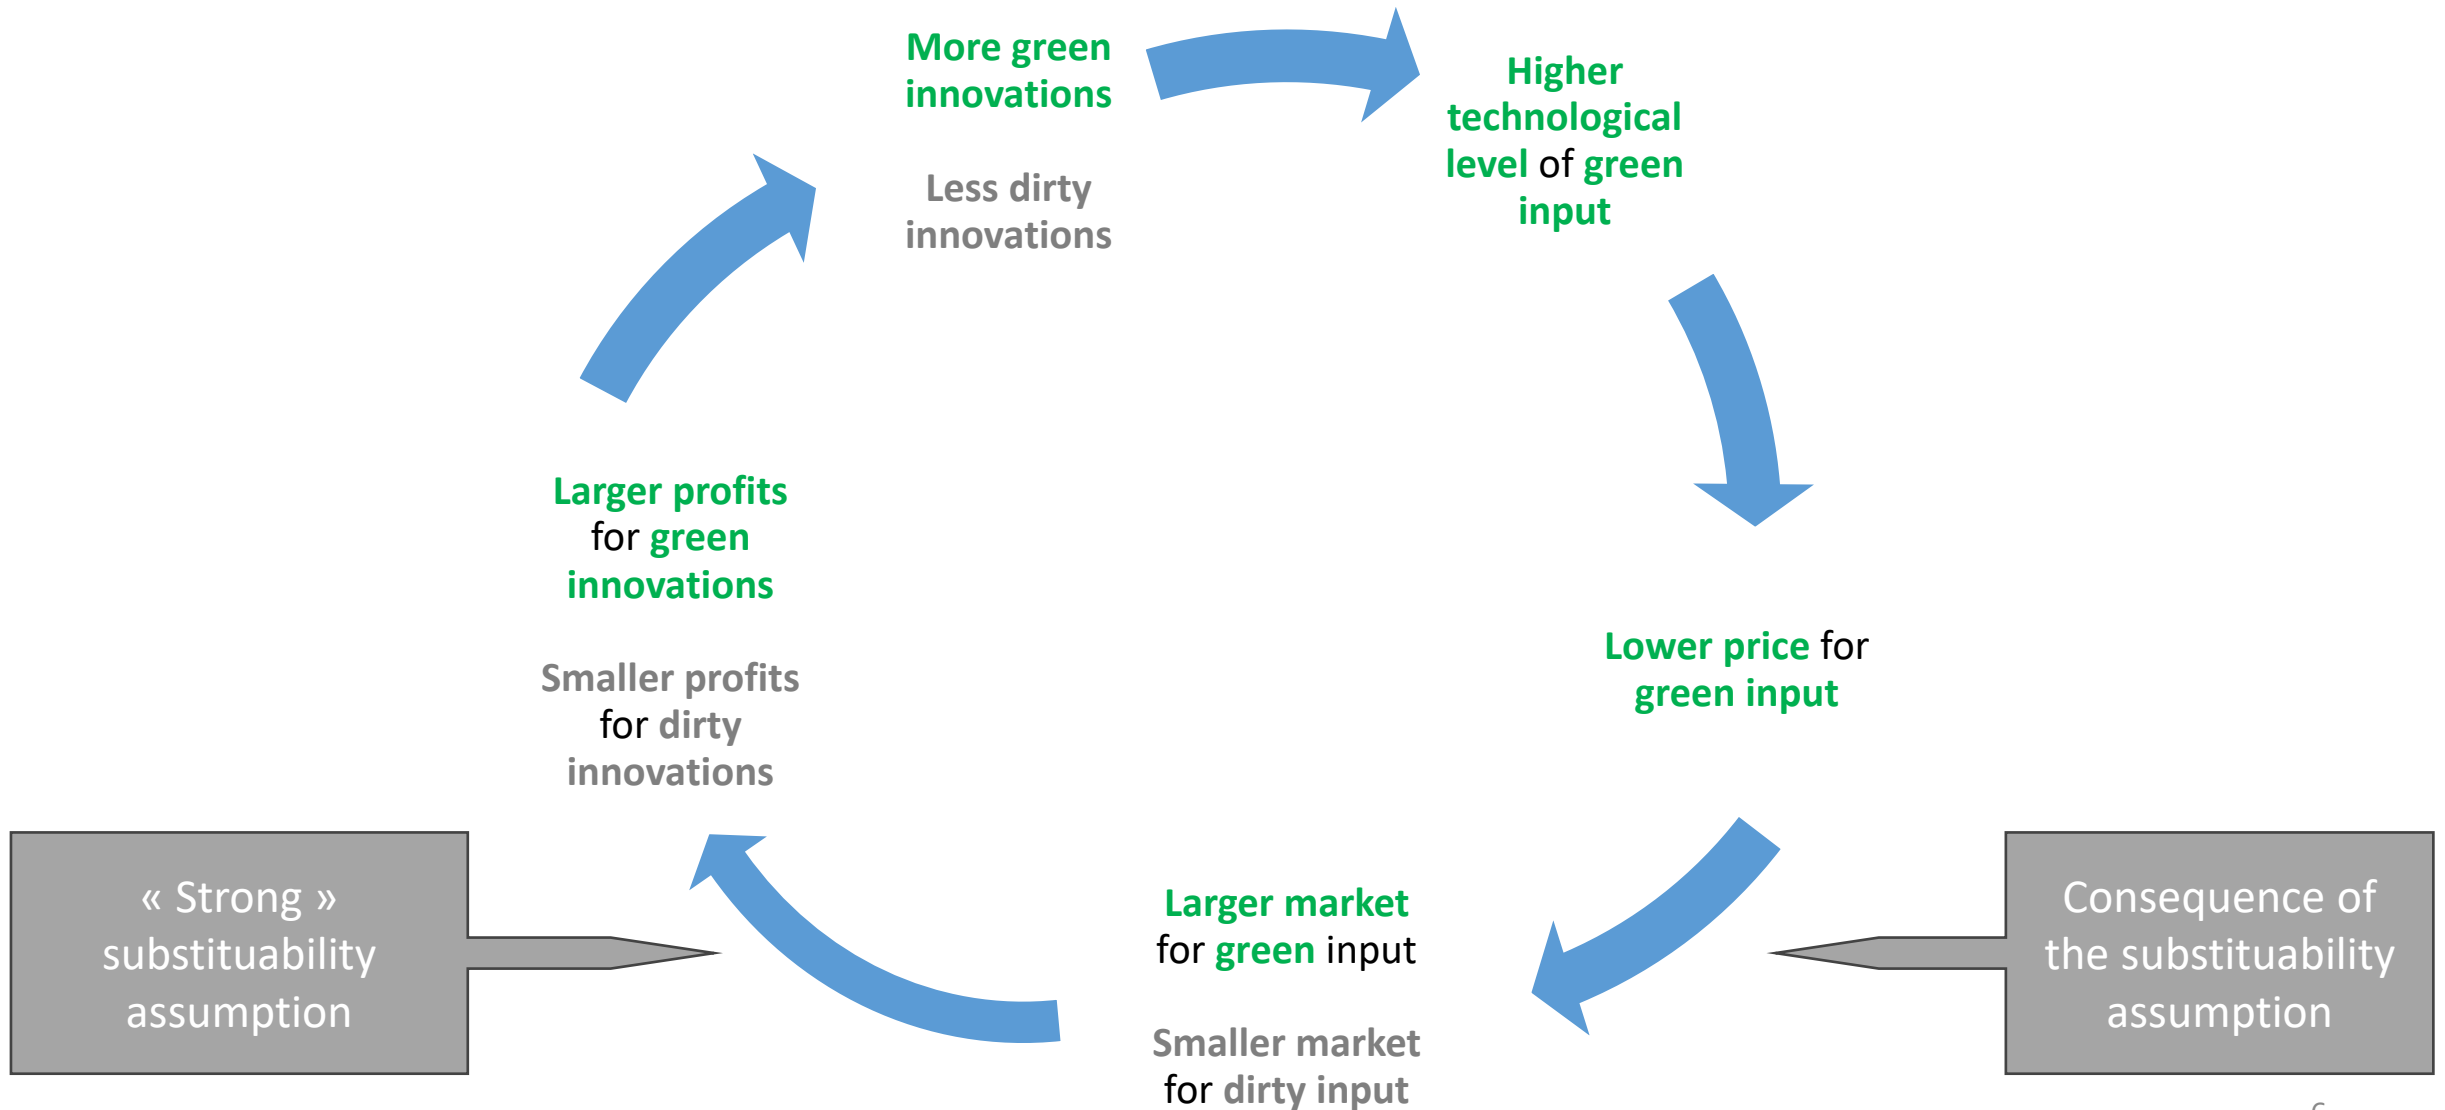 More green
innovations
Less dirty
innovations
Higher
technological
level of green
input
Lower price for
green input
Larger market
for green input
Smaller market
for dirty input
Larger profits
for green
innovations
Smaller profits
for dirty
innovations
« Strong »
substituability
assumption
Consequence of
the substituability
assumption